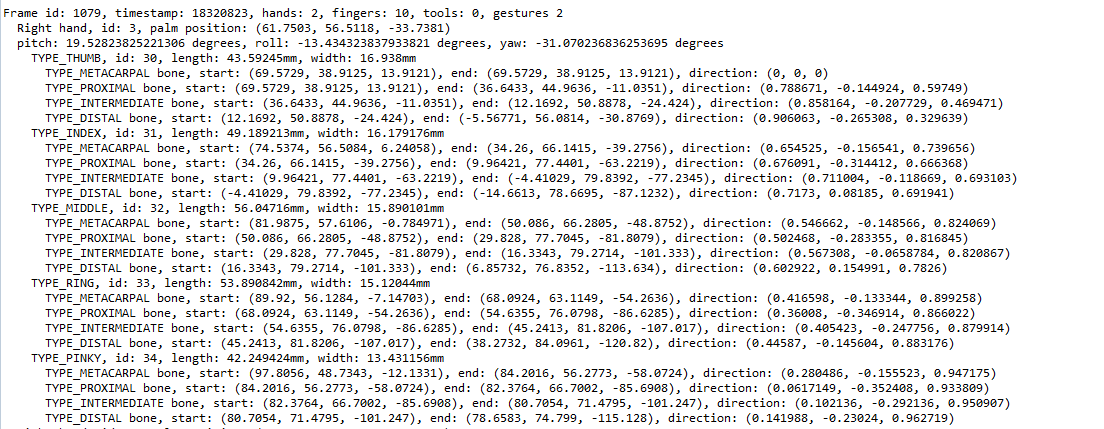 Frame id: 1079, timestamp: 18320823, hands: 2, fingers: 10, tools: 0, gestures 2
Right hand, id: 3, palm position: (61.7503, 56.5118, -33.7381)
pitch: 19.52823825221306 degrees, roll: -13.434323837933821 degrees, yaw: -31.070236836253695 degrees
TYPE_THUMB, id: 30, length: 43.59245mm, width: 16.938mm
TYPE_METACARPAL bone, start: (69.5729, 38.9125, 13.9121), end: (69.5729, 38.9125, 13.9121), direction: (0, 0, 0)
TYPE_PROXIMAL bone, start: (69.5729, 38.9125, 13.9121), end: (36.6433, 44.9636, -11.0351), direction: (0.788671, -0.144924, 0.59749)
TYPE_INTERMEDIATE bone, start: (36.6433, 44.9636, -11.0351), end: (12.1692, 50.8878, -24.424), direction: (0.858164, -0.207729, 0.469471)
TYPE_DISTAL bone, start: (12.1692, 50.8878, -24.424), end: (-5.56771, 56.0814, -30.8769), direction: (0.906063, -0.265308, 0.329639)
TYPE_INDEX, id: 31, length: 49.189213mm, width: 16.179176mm
TYPE_METACARPAL bone, start: (74.5374, 56.5084, 6.24058), end: (34.26, 66.1415, -39.2756), direction: (0.654525, -0.156541, 0.739656)
TYPE_PROXIMAL bone, start: (34.26, 66.1415, -39.2756), end: (9.96421, 77.4401, -63.2219), direction: (0.676091, -0.314412, 0.666368)
TYPE_INTERMEDIATE bone, start: (9.96421, 77.4401, -63.2219), end: (-4.41029, 79.8392, -77.2345), direction: (0.711004, -0.118669, 0.693103)
TYPE_DISTAL bone, start: (-4.41029, 79.8392, -77.2345), end: (-14.6613, 78.6695, -87.1232), direction: (0.7173, 0.08185, 0.691941)
TYPE_MIDDLE, id: 32, length: 56.04716mm, width: 15.890101mm
TYPE_METACARPAL bone, start: (81.9875, 57.6106, -0.784971), end: (50.086, 66.2805, -48.8752), direction: (0.546662, -0.148566, 0.824069)
TYPE_PROXIMAL bone, start: (50.086, 66.2805, -48.8752), end: (29.828, 77.7045, -81.8079), direction: (0.502468, -0.283355, 0.816845)
TYPE_INTERMEDIATE bone, start: (29.828, 77.7045, -81.8079), end: (16.3343, 79.2714, -101.333), direction: (0.567308, -0.0658784, 0.820867)
TYPE_DISTAL bone, start: (16.3343, 79.2714, -101.333), end: (6.85732, 76.8352, -113.634), direction: (0.602922, 0.154991, 0.7826)
TYPE_RING, id: 33, length: 53.890842mm, width: 15.12044mm
TYPE_METACARPAL bone, start: (89.92, 56.1284, -7.14703), end: (68.0924, 63.1149, -54.2636), direction: (0.416598, -0.133344, 0.899258)
TYPE_PROXIMAL bone, start: (68.0924, 63.1149, -54.2636), end: (54.6355, 76.0798, -86.6285), direction: (0.36008, -0.346914, 0.866022)
TYPE_INTERMEDIATE bone, start: (54.6355, 76.0798, -86.6285), end: (45.2413, 81.8206, -107.017), direction: (0.405423, -0.247756, 0.879914)
TYPE_DISTAL bone, start: (45.2413, 81.8206, -107.017), end: (38.2732, 84.0961, -120.82), direction: (0.44587, -0.145604, 0.883176)
TYPE_PINKY, id: 34, length: 42.249424mm, width: 13.431156mm
TYPE_METACARPAL bone, start: (97.8056, 48.7343, -12.1331), end: (84.2016, 56.2773, -58.0724), direction: (0.280486, -0.155523, 0.947175)
TYPE_PROXIMAL bone, start: (84.2016, 56.2773, -58.0724), end: (82.3764, 66.7002, -85.6908), direction: (0.0617149, -0.352408, 0.933809)
TYPE_INTERMEDIATE bone, start: (82.3764, 66.7002, -85.6908), end: (80.7054, 71.4795, -101.247), direction: (0.102136, -0.292136, 0.950907)
TYPE_DISTAL bone, start: (80.7054, 71.4795, -101.247), end: (78.6583, 74.799, -115.128), direction: (0.141988, -0.23024, 0.962719)